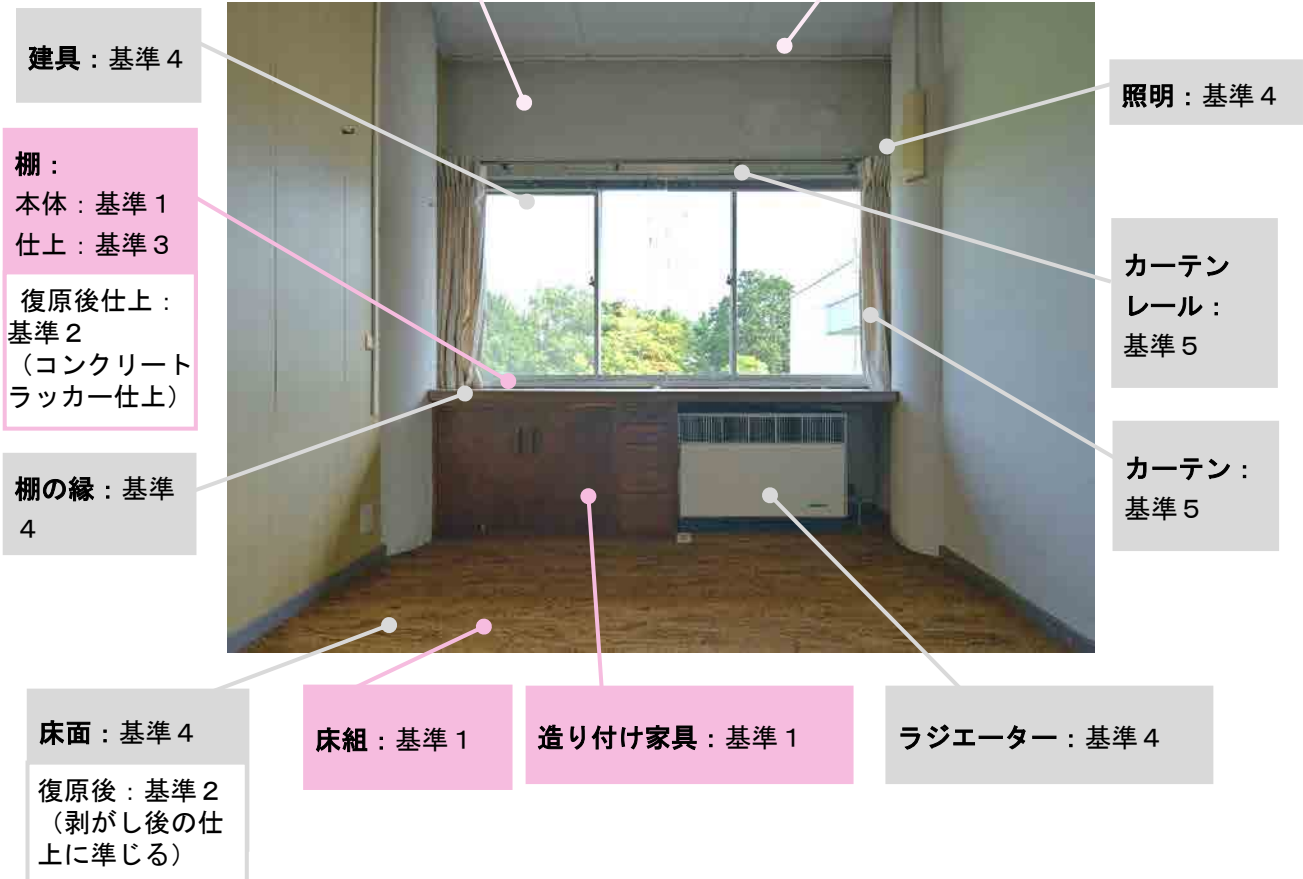 建具：基準４
棚：
本体：基準１
仕上：基準３
復原後仕上：
基準２
（コンクリート
ラッカー仕上）
棚の縁：基準
４
照明：基準４
カーテン
レール：
基準５
カーテン：
基準５
床面：基準４
復原後：基準２
（剥がし後の仕
上に準じる）
床組：基準１
造り付け家具：基準１
ラジエーター：基準４